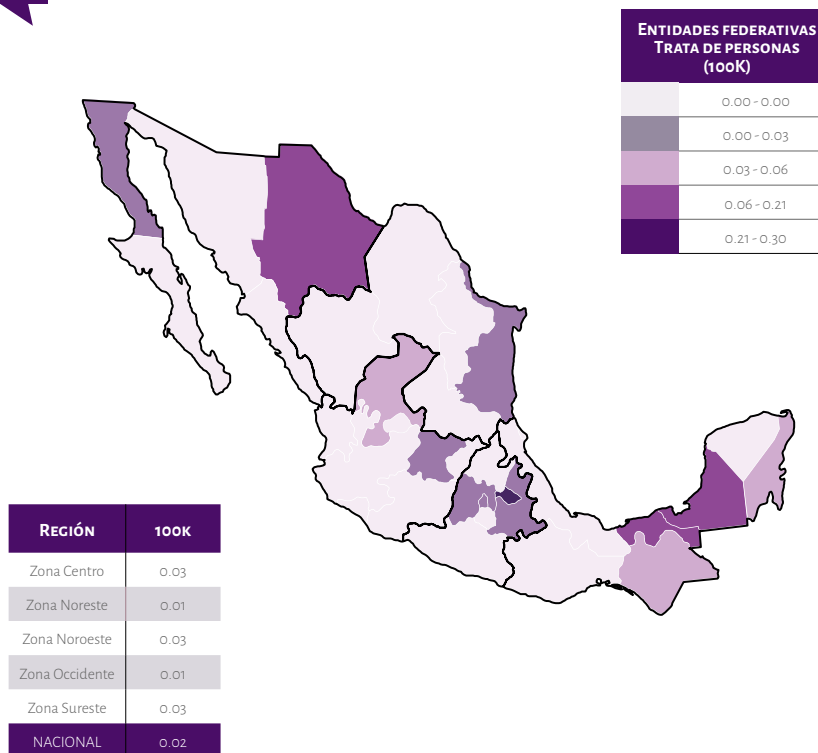 Entidades federativas
Trata de personas
(100K)
0.00 - 0.00
0.00 - 0.03
0.03 - 0.06
0.06 - 0.21
0.21 - 0.30
Región 100K
Zona Centro 0.03
Zona Noreste 0.01
Zona Noroeste 0.03
Zona Occidente 0.01
Zona Sureste 0.03
NACIONAL 0.02